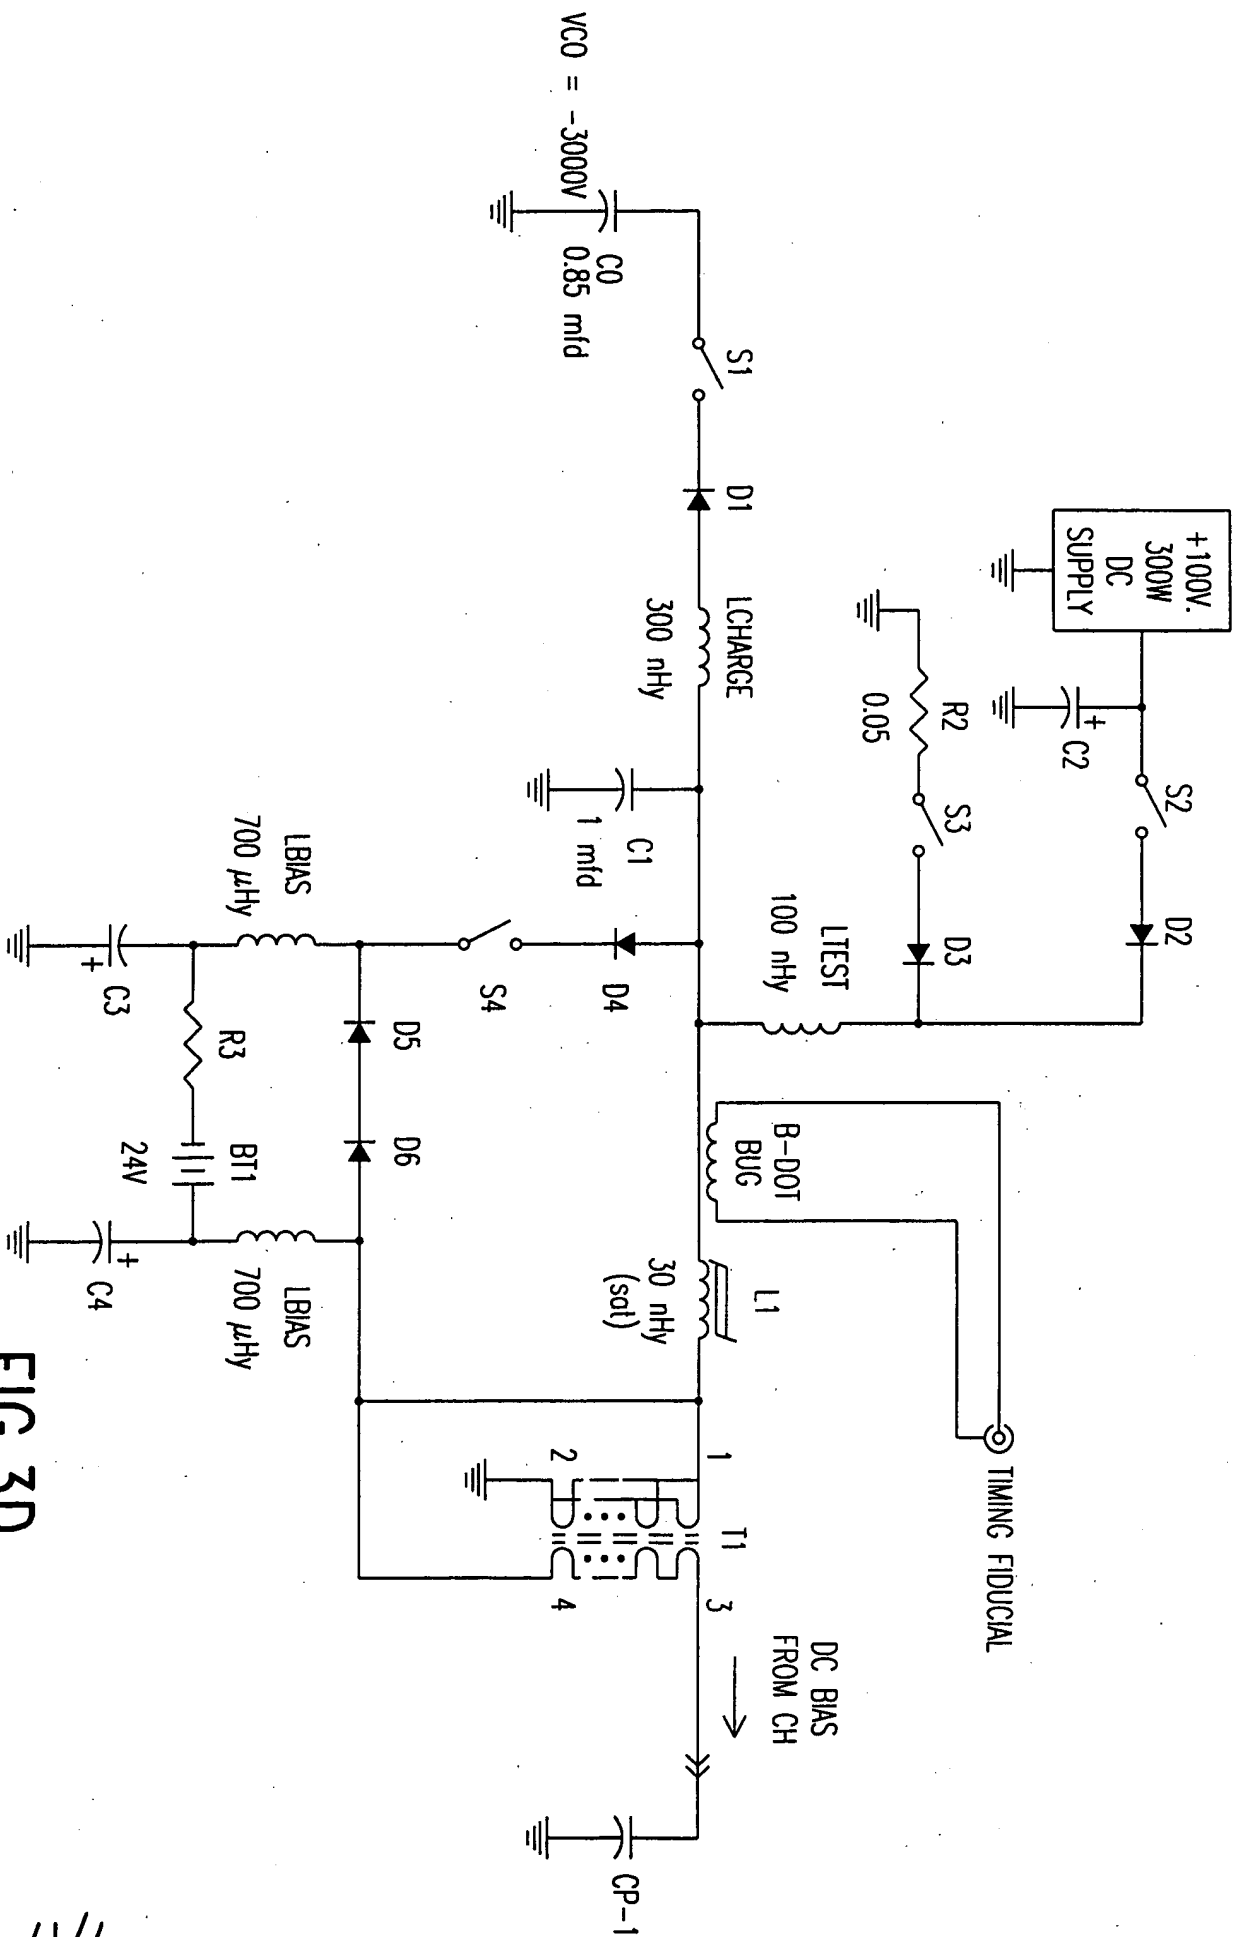 +100V.
300W
DC
SUPPLY
C2
+
S2
D2
R2
0.05
S3
D3
LTEST
100 nHy
VCO = -3000V
C0
0.85 mfd
S1
D1
LCHARGE
300 nHy
C1
1 mfd
D4
S4
B-DOT
BUG
TIMING FIDUCIAL
L1
30 nHy
(sat)
1
2
T1
3
4
DC BIAS
FROM CH
CP-1
LBIAS
700 µHy
D5
D6
C3
+
R3
BT1
24V
LBIAS
700 µHy
C4
+
FIG.3D